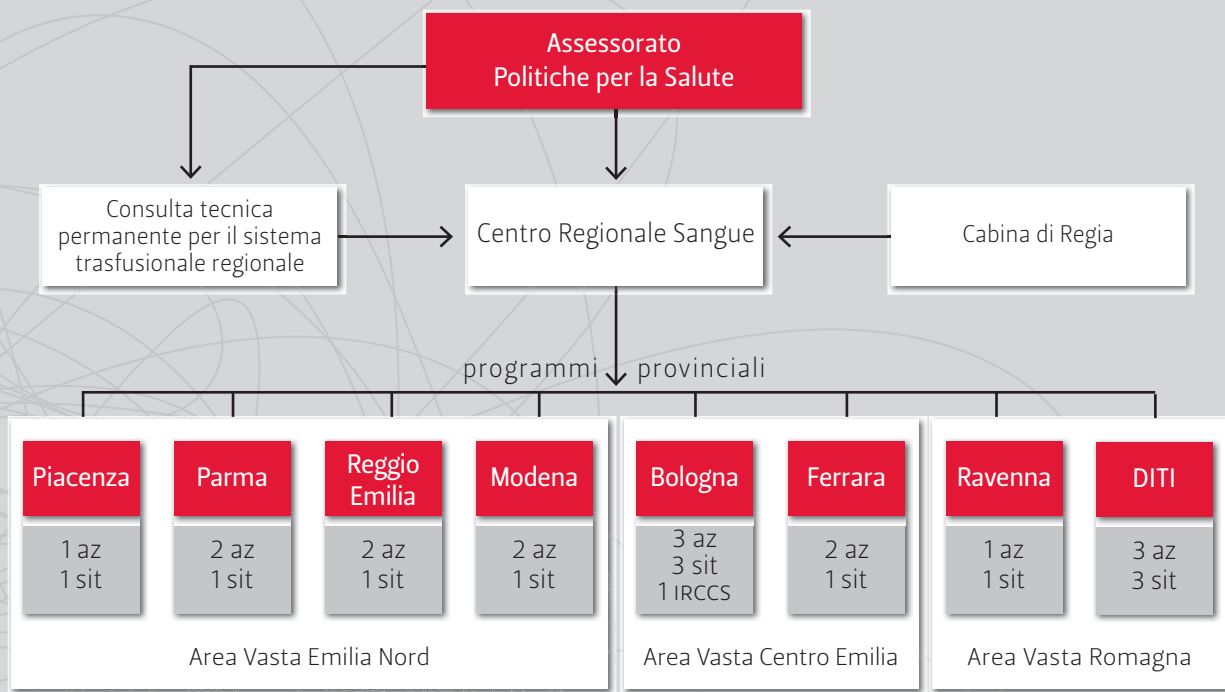 Assessorato
Politiche per la Salute
Consulta tecnica
permanente per il sistema
trasfusionale regionale
Centro Regionale Sangue
Cabina di Regia
programmi provinciali
Piacenza
1 az
1 sit
Parma
2 az
1 sit
Reggio
Emilia
2 az
1 sit
Modena
2 az
1 sit
Area Vasta Emilia Nord
Bologna
3 az
3 sit
1 IRCCS
Ferrara
2 az
1 sit
Area Vasta Centro Emilia
Ravenna
1 az
1 sit
DITI
3 az
3 sit
Area Vasta Romagna